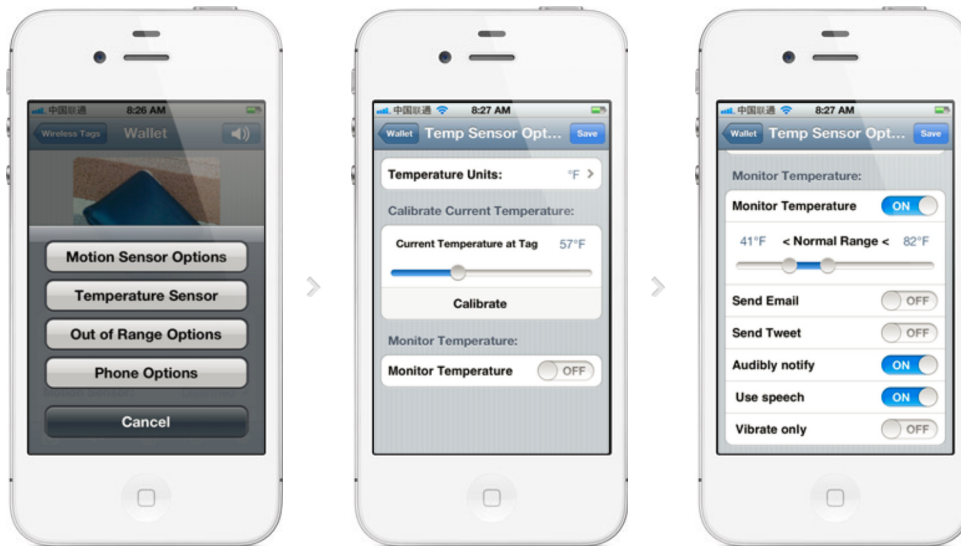 中国联通 8:26 AM
Wireless Tags Wallet
Motion Sensor Options
Temperature Sensor
Out of Range Options
Phone Options
Cancel
中国联通 8:27 AM
Wallet Temp Sensor Opt... Save
Temperature Units: °F >
Calibrate Current Temperature:
Current Temperature at Tag 57°F
Calibrate
Monitor Temperature:
Monitor Temperature OFF
中国联通 8:27 AM
Wallet Temp Sensor Opt... Save
Monitor Temperature:
Monitor Temperature ON
41°F < Normal Range < 82°F
Send Email OFF
Send Tweet OFF
Audibly notify ON
Use speech ON
Vibrate only OFF